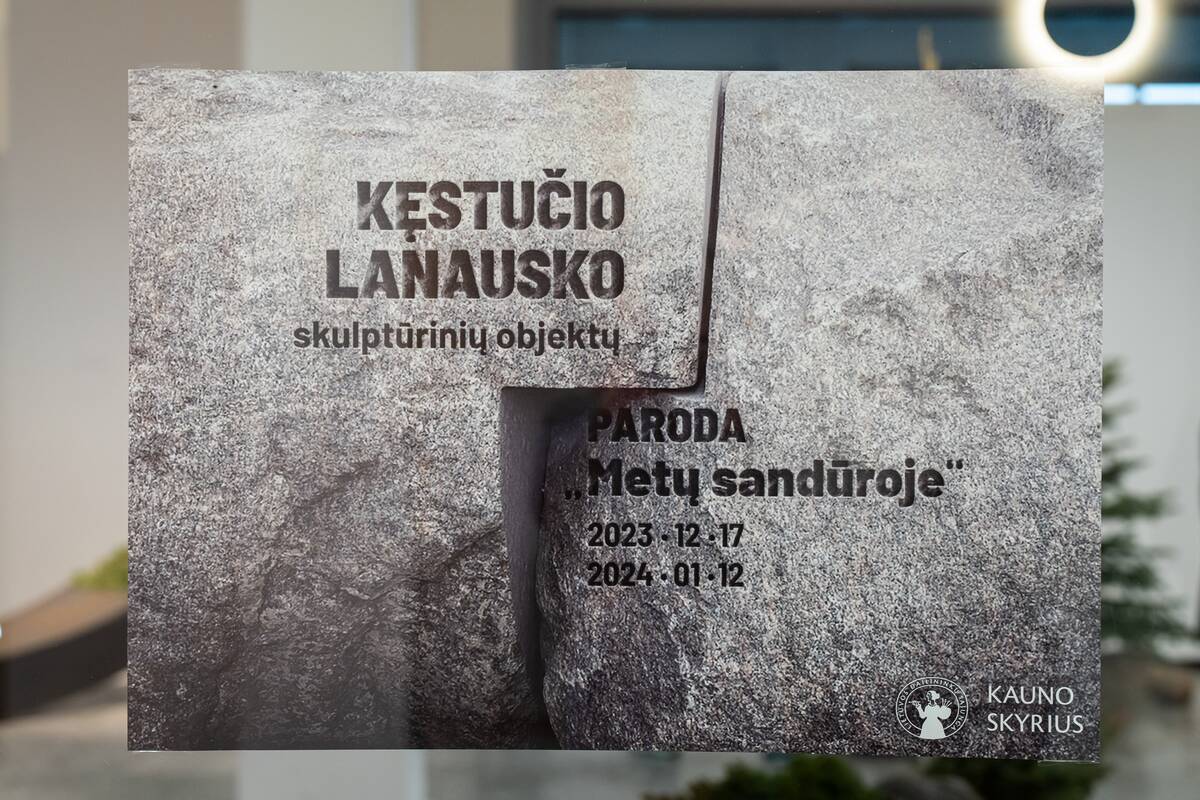 KĘSTUČIO
LANAUSKO
skulptūrinių objektų
PARODA
„Metų sandūroje“
2023 · 12 · 17
2024 · 01 · 12
KAUNO
SKYRIUS